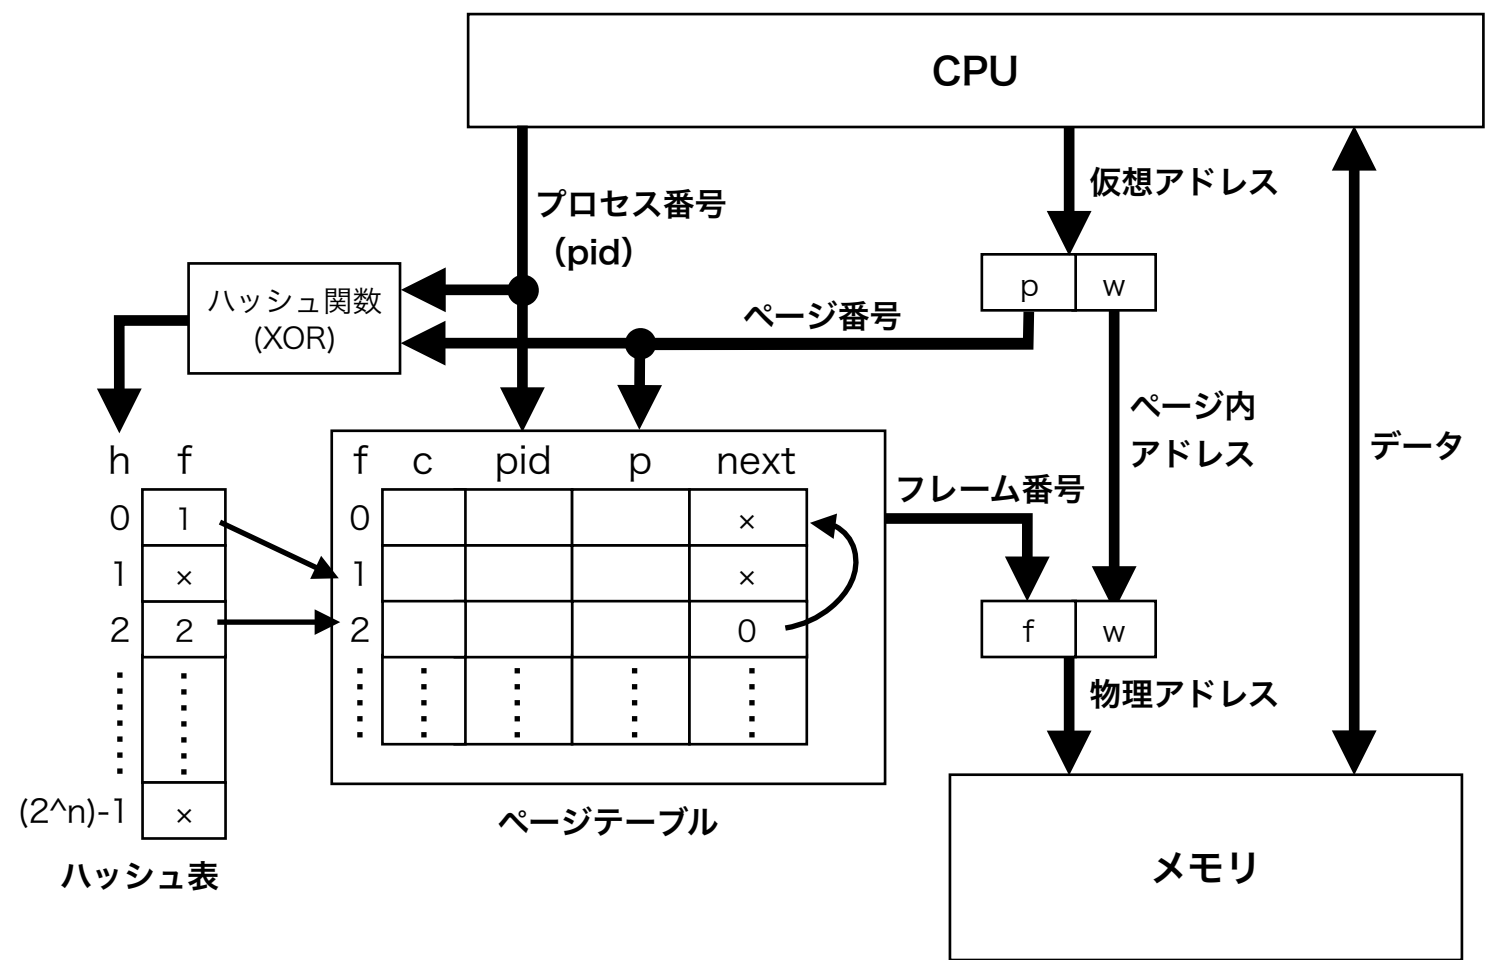 CPU
仮想アドレス
プロセス番号
（pid）
p w
ハッシュ関数
(XOR)
ページ番号
ページ内
アドレス
データ
h f
f c pid p next
フレーム番号
0 1
0 ×
1 ×
1 ×
2 2
2 0
f w
物理アドレス
(2^n)-1 ×
ページテーブル
ハッシュ表
メモリ